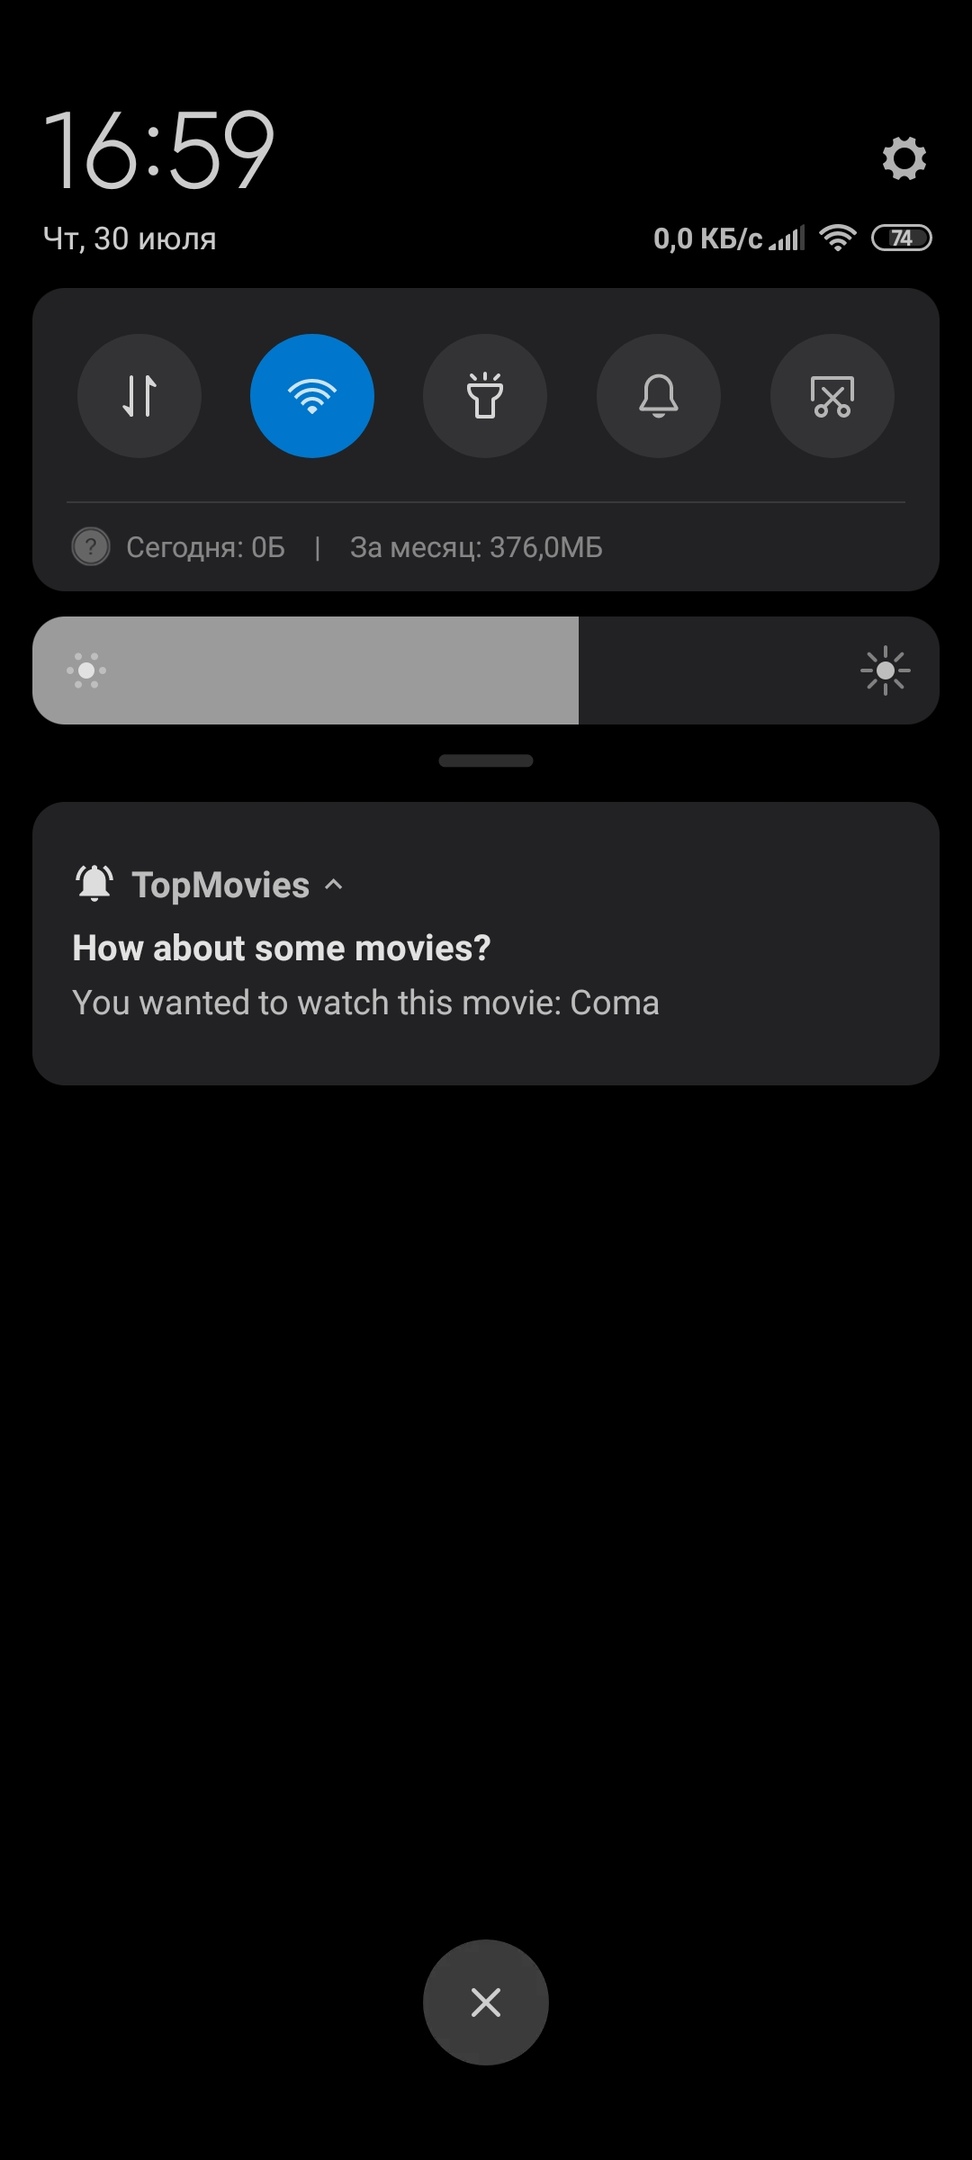 16:59
Чт, 30 июля
0,0 КБ/с 74
? Сегодня: 0Б | За месяц: 376,0МБ
TopMovies
How about some movies?
You wanted to watch this movie: Coma